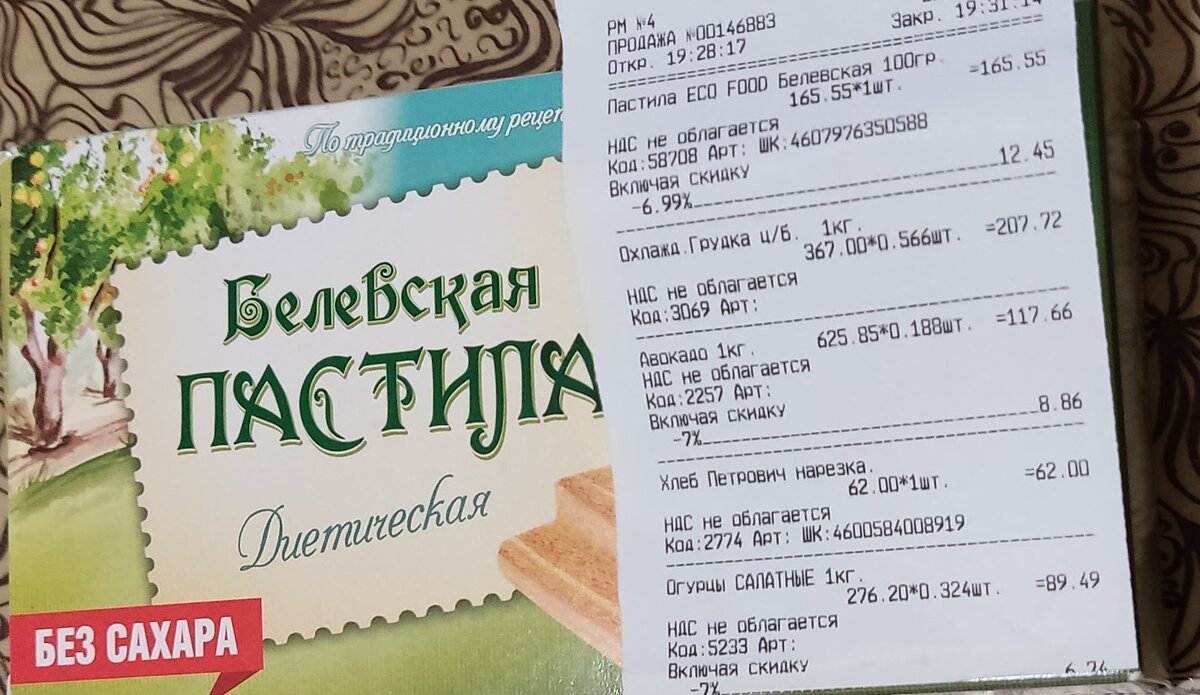 По традиционному
Белевская
ПАСТИЛА
Диетическая
БЕЗ САХАРА
РМ №4
ПРОДАЖА №00146883
Откр. 19:28:17 Закр. 19:31:14
Пастила ECO FOOD Белевская 100гр.
165.55*1шт. =165.55
НДС не облагается
Код:58708 Арт: ШК:4607976350588
Включая скидку
-6.99% 12.45
Охлажд.Грудка ц/б. 1кг.
367.00*0.566шт. =207.72
НДС не облагается
Код:3069 Арт:
Авокадо 1кг. 625.85*0.188шт. =117.66
НДС не облагается
Код:2257 Арт:
Включая скидку
-7% 8.86
Хлеб Петрович нарезка.
62.00*1шт. =62.00
НДС не облагается
Код:2774 Арт: ШК:4600584008919
Огурцы САЛАТНЫЕ 1кг.
276.20*0.324шт. =89.49
НДС не облагается
Код:5233 Арт:
Включая скидку
-7%